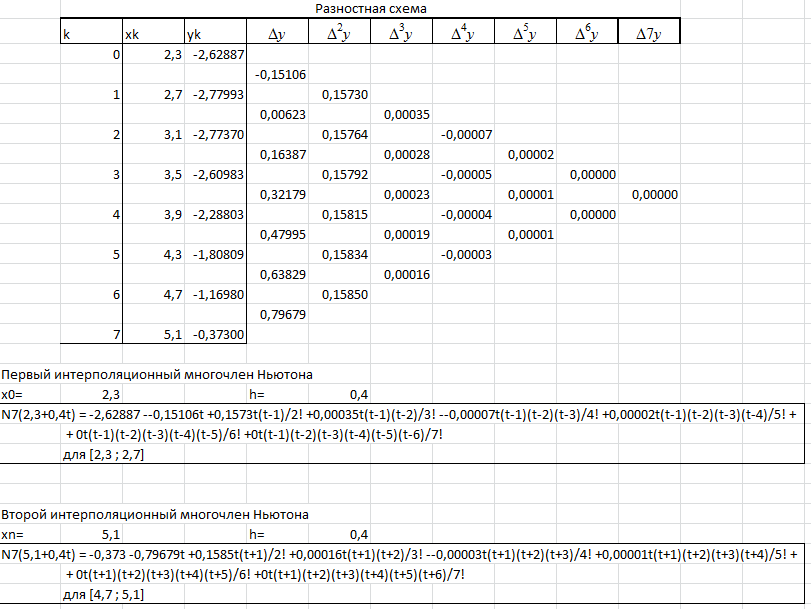 Разностная схема
k xk yk Δy Δ²y Δ³y Δ⁴y Δ⁵y Δ⁶y Δ7y
0 2,3 -2,62887
-0,15106
1 2,7 -2,77993 0,15730
0,00623 0,00035
2 3,1 -2,77370 0,15764 -0,00007
0,16387 0,00028 0,00002
3 3,5 -2,60983 0,15792 -0,00005 0,00000
0,32179 0,00023 0,00001 0,00000
4 3,9 -2,28803 0,15815 -0,00004 0,00000
0,47995 0,00019 0,00001
5 4,3 -1,80809 0,15834 -0,00003
0,63829 0,00016
6 4,7 -1,16980 0,15850
0,79679
7 5,1 -0,37300
Первый интерполяционный многочлен Ньютона
x0= 2,3 h= 0,4
N7(2,3+0,4t) = -2,62887 --0,15106t +0,1573t(t-1)/2! +0,00035t(t-1)(t-2)/3! --0,00007t(t-1)(t-2)(t-3)/4! +0,00002t(t-1)(t-2)(t-3)(t-4)/5! +
+ 0t(t-1)(t-2)(t-3)(t-4)(t-5)/6! +0t(t-1)(t-2)(t-3)(t-4)(t-5)(t-6)/7!
для [2,3 ; 2,7]
Второй интерполяционный многочлен Ньютона
xn= 5,1 h= 0,4
N7(5,1+0,4t) = -0,373 -0,79679t +0,1585t(t+1)/2! +0,00016t(t+1)(t+2)/3! --0,00003t(t+1)(t+2)(t+3)/4! +0,00001t(t+1)(t+2)(t+3)(t+4)/5! +
+ 0t(t+1)(t+2)(t+3)(t+4)(t+5)/6! +0t(t+1)(t+2)(t+3)(t+4)(t+5)(t+6)/7!
для [4,7 ; 5,1]